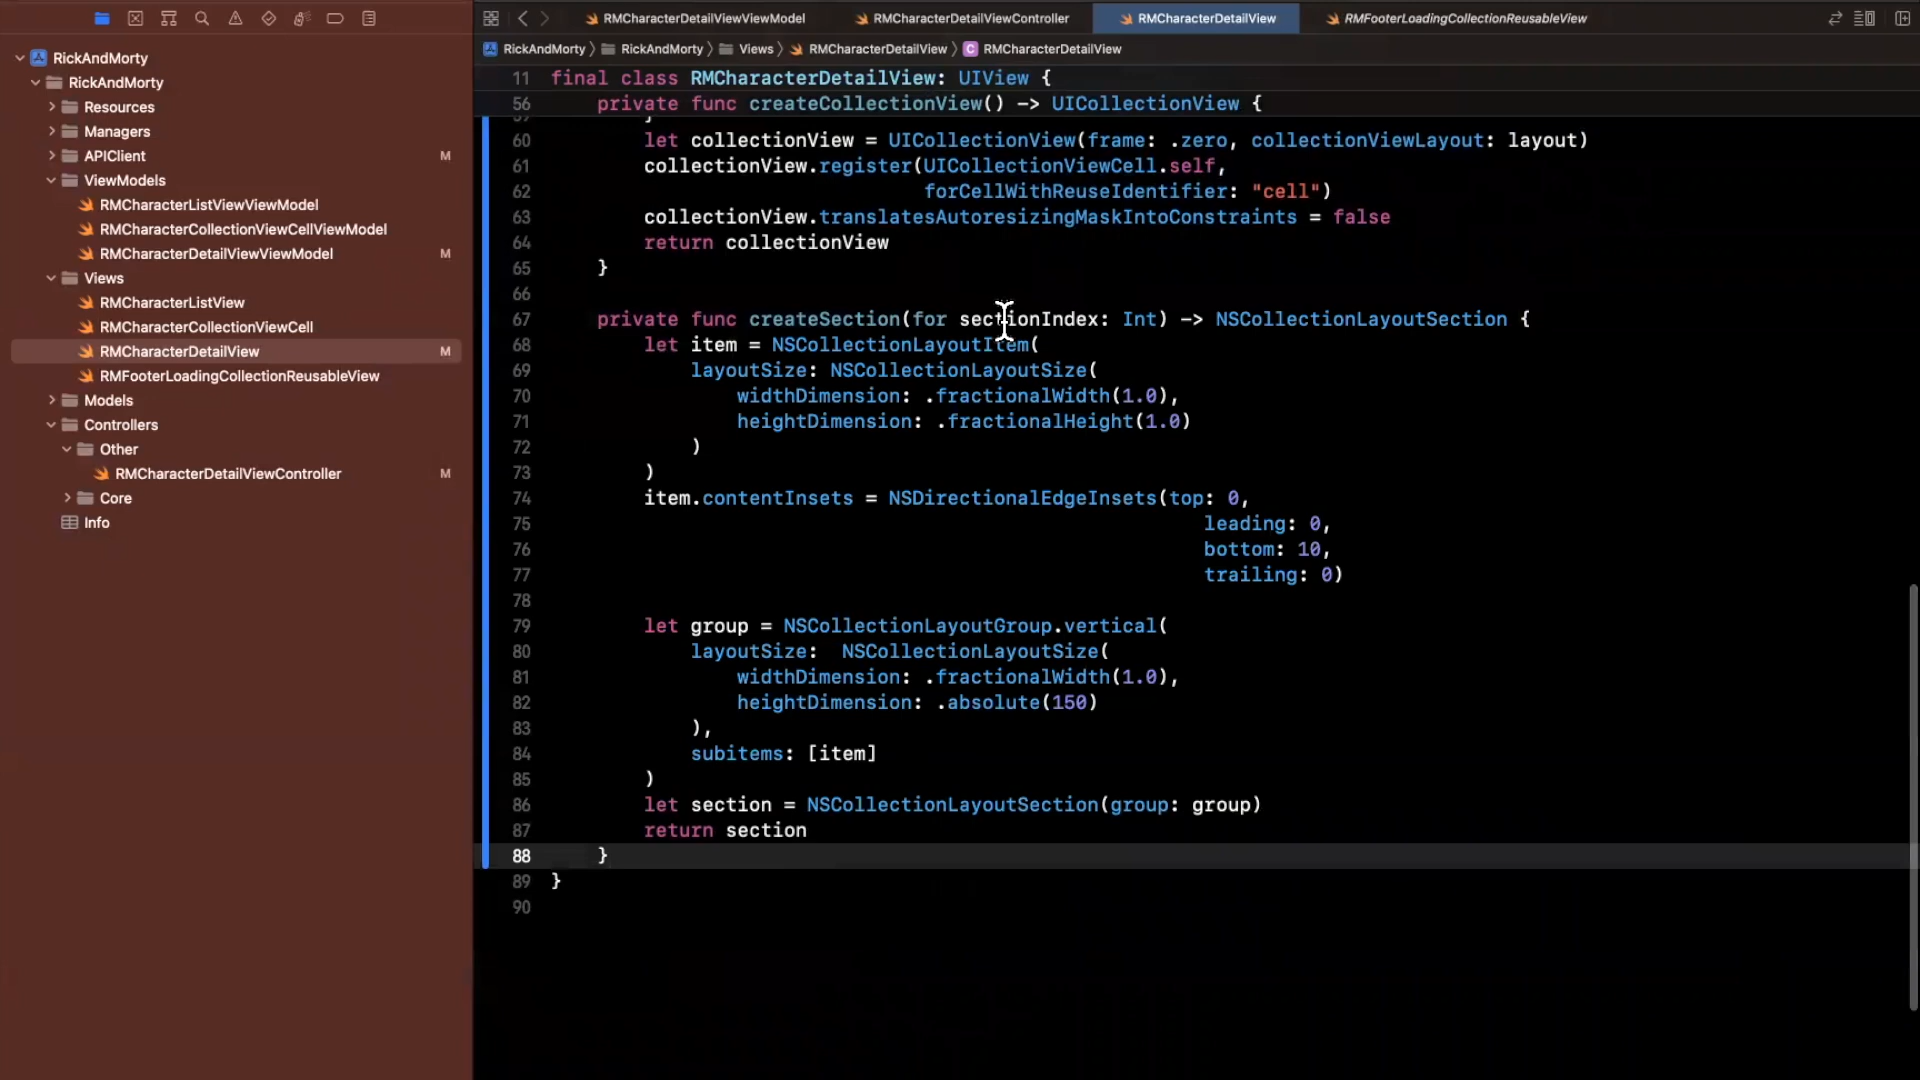 RickAndMorty
RickAndMorty
Resources
Managers
APIClient M
ViewModels
RMCharacterListViewViewModel
RMCharacterCollectionViewCellViewModel
RMCharacterDetailViewViewModel M
Views
RMCharacterListView
RMCharacterCollectionViewCell
RMCharacterDetailView M
RMFooterLoadingCollectionReusableView
Models
Controllers
Other
RMCharacterDetailViewController M
Core
Info
RMCharacterDetailViewViewModel RMCharacterDetailViewController RMCharacterDetailView RMFooterLoadingCollectionReusableView
RickAndMorty RickAndMorty Views RMCharacterDetailView RMCharacterDetailView
11 final class RMCharacterDetailView: UIView {
56 private func createCollectionView() -> UICollectionView {
60 let collectionView = UICollectionView(frame: .zero, collectionViewLayout: layout)
61 collectionView.register(UICollectionViewCell.self,
62 forCellWithReuseIdentifier: "cell")
63 collectionView.translatesAutoresizingMaskIntoConstraints = false
64 return collectionView
65 }
66
67 private func createSection(for sectionIndex: Int) -> NSCollectionLayoutSection {
68 let item = NSCollectionLayoutItem(
69 layoutSize: NSCollectionLayoutSize(
70 widthDimension: .fractionalWidth(1.0),
71 heightDimension: .fractionalHeight(1.0)
72 )
73 )
74 item.contentInsets = NSDirectionalEdgeInsets(top: 0,
75 leading: 0,
76 bottom: 10,
77 trailing: 0)
78
79 let group = NSCollectionLayoutGroup.vertical(
80 layoutSize:  NSCollectionLayoutSize(
81 widthDimension: .fractionalWidth(1.0),
82 heightDimension: .absolute(150)
83 ),
84 subitems: [item]
85 )
86 let section = NSCollectionLayoutSection(group: group)
87 return section
88 }
89 }
90